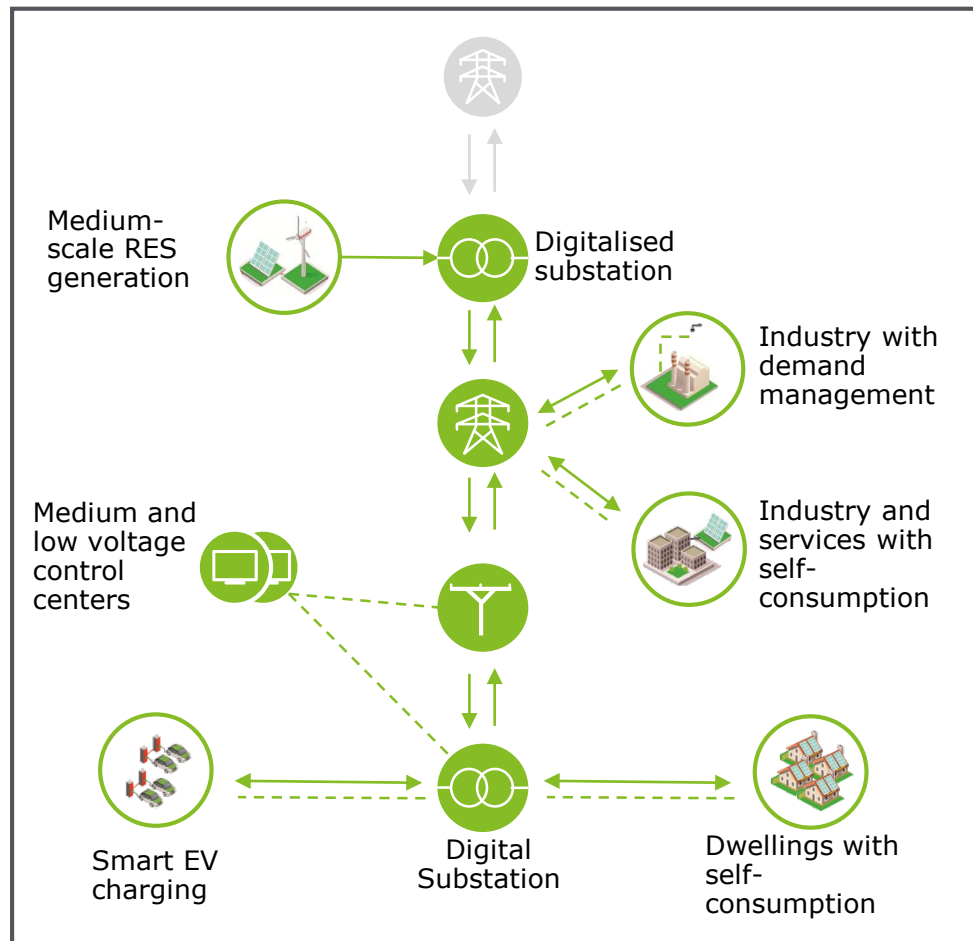 Medium-
scale RES
generation
Digitalised
substation
Industry with
demand
management
Medium and
low voltage
control
centers
Industry and
services with
self-
consumption
Smart EV
charging
Digital
Substation
Dwellings with
self-
consumption